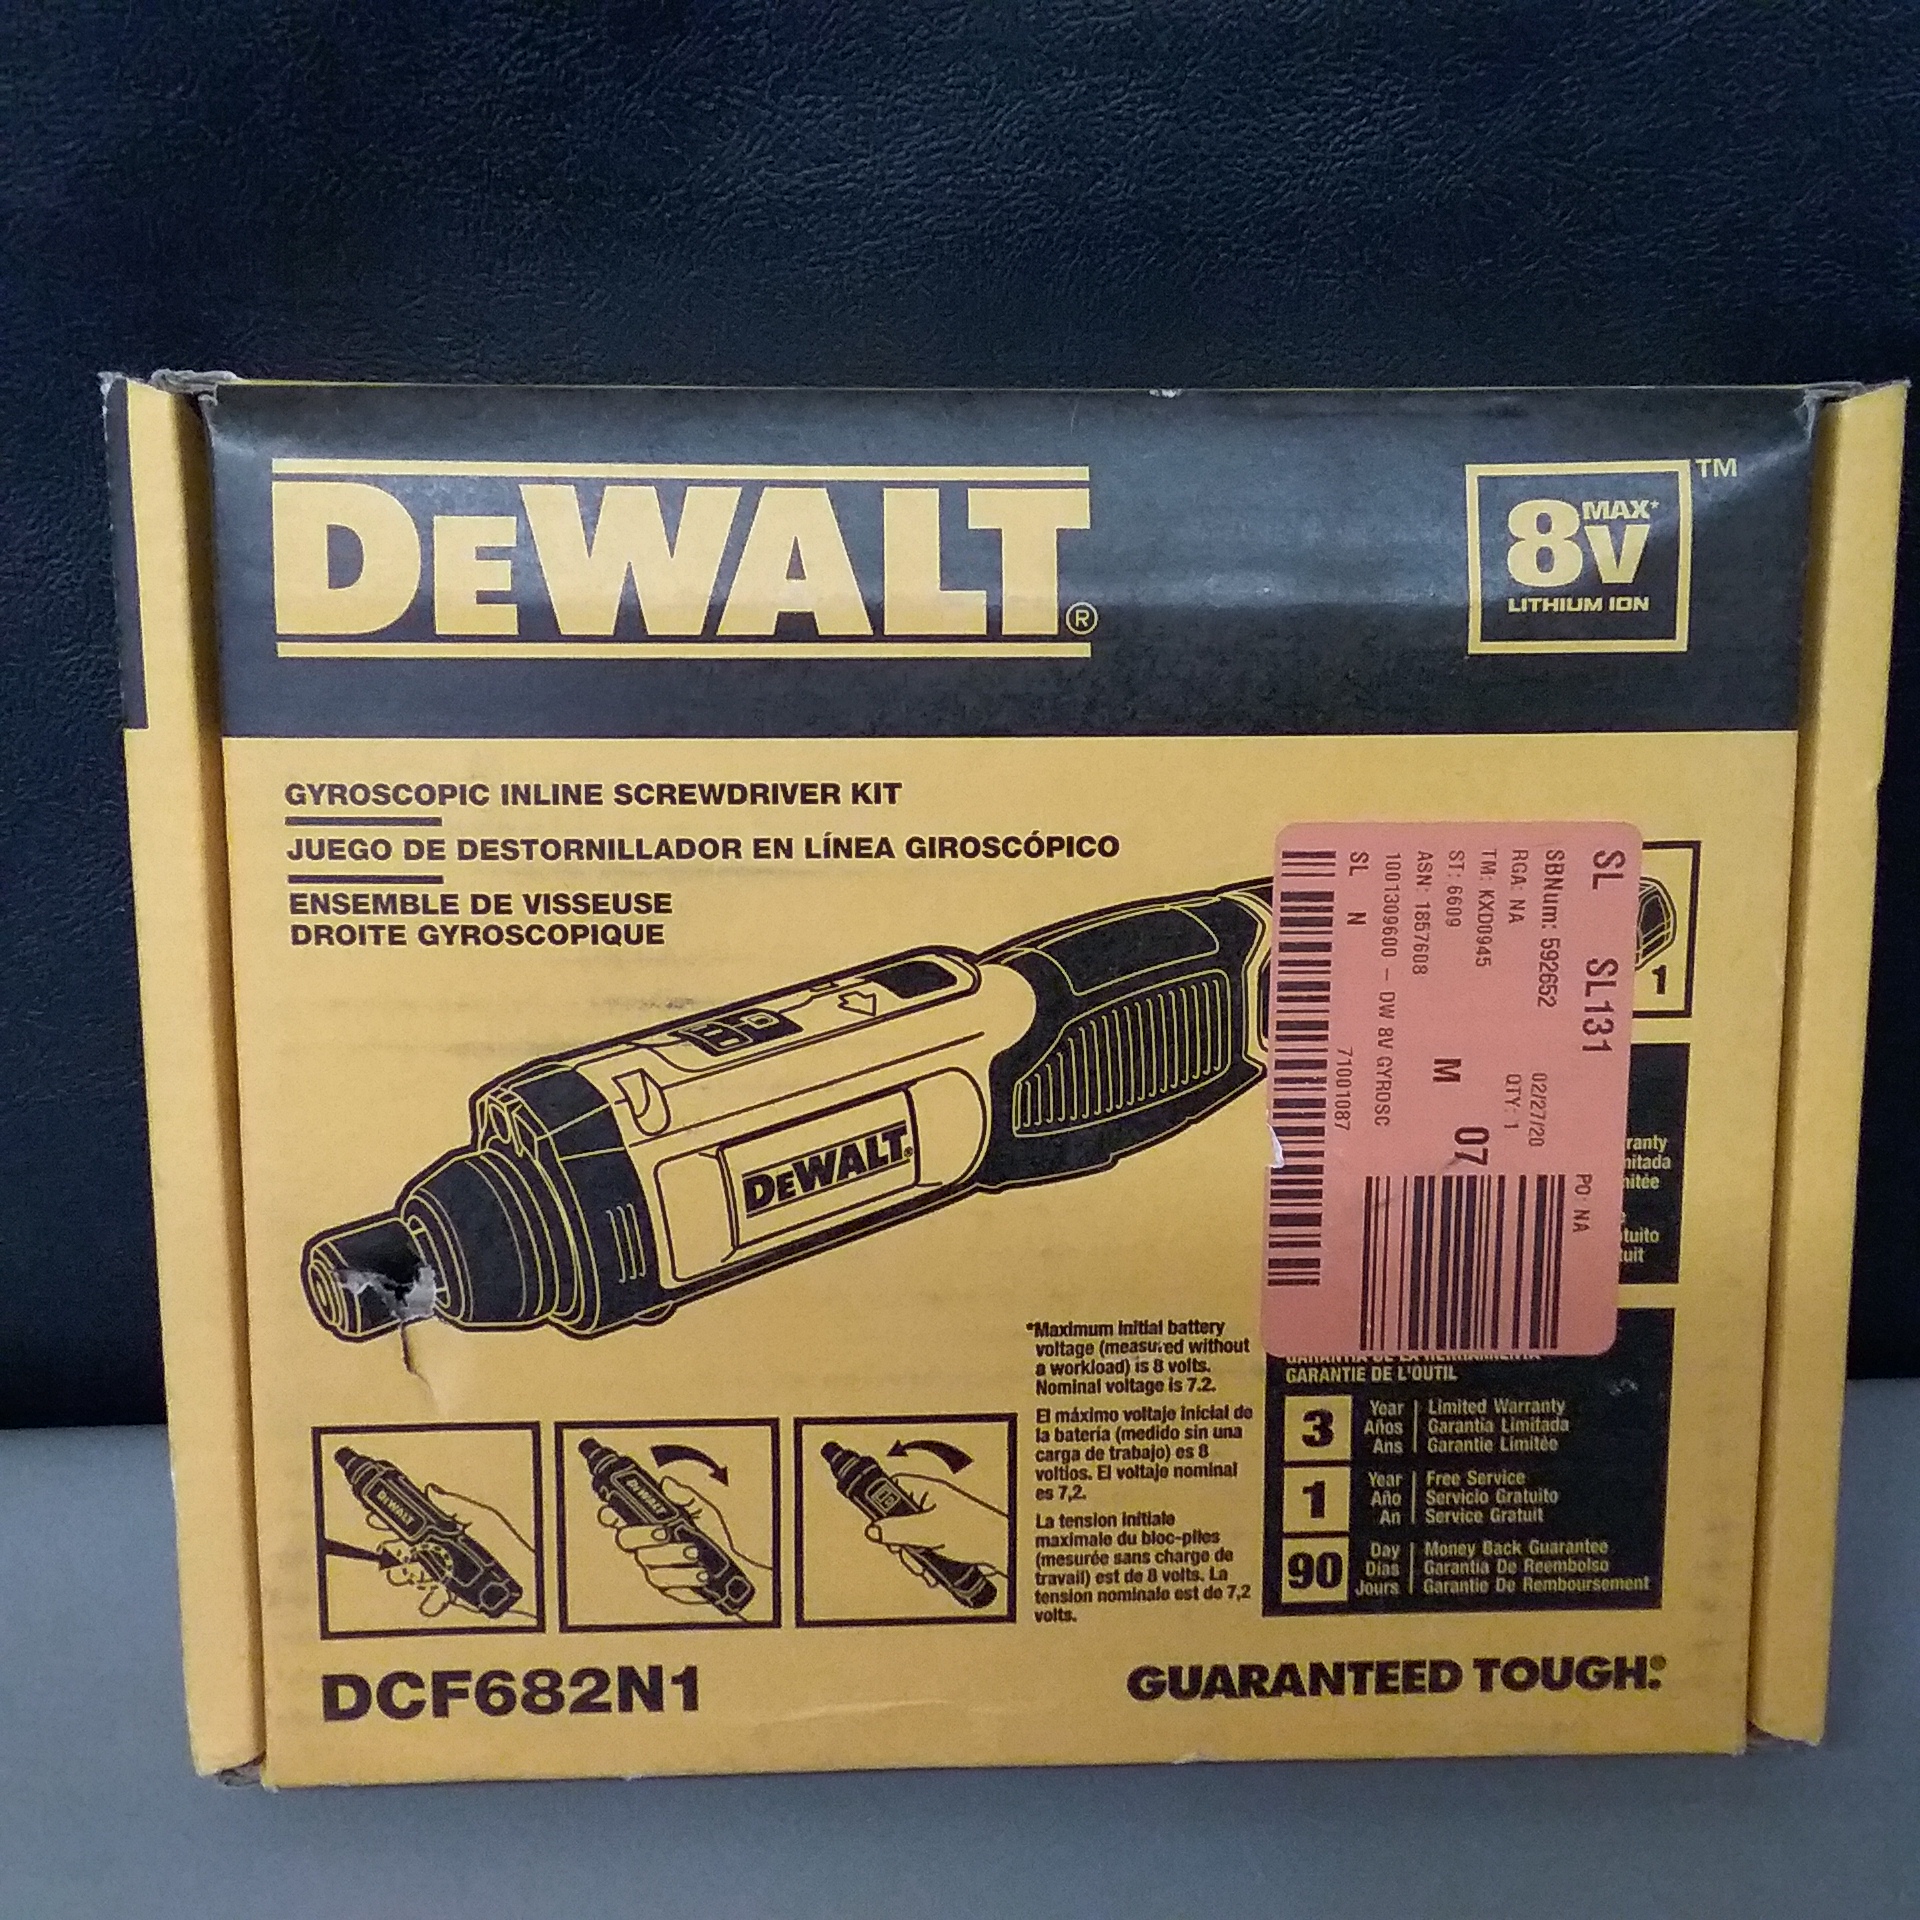 DEWALT®
8V MAX* ™
LITHIUM ION
GYROSCOPIC INLINE SCREWDRIVER KIT
JUEGO DE DESTORNILLADOR EN LÍNEA GIROSCÓPICO
ENSEMBLE DE VISSEUSE
DROITE GYROSCOPIQUE
DEWALT®
1
SL SL131
SBNum: 592652 02/27/20 PO: NA
RGA: NA QTY: 1
TM: KXD0945
ST: 6609 M 07
ASN: 1857608
1001309600 - DW 8V GYROSC
SL N 71001087
*Maximum initial battery
voltage (measured without
a workload) is 8 volts.
Nominal voltage is 7.2.
El máximo voltaje inicial de
la batería (medido sin una
carga de trabajo) es 8
voltios. El voltaje nominal
es 7,2.
La tension initiale
maximale du bloc-piles
(mesurée sans charge de
travail) est de 8 volts. La
tension nominale est de 7,2
volts.
GARANTIE DE L'OUTIL
3 Year Años Ans
Limited Warranty
Garantía Limitada
Garantie Limitée
1 Year Año An
Free Service
Servicio Gratuito
Service Gratuit
90 Day Días Jours
Money Back Guarantee
Garantía De Reembolso
Garantie De Remboursement
DEWALT
DEWALT
DCF682N1
GUARANTEED TOUGH.®